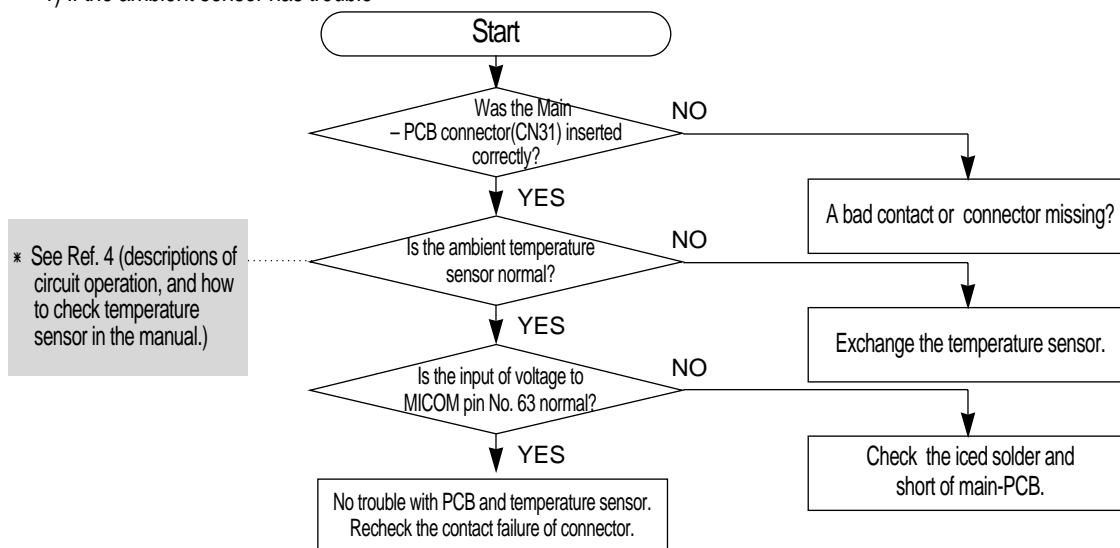 1) If the ambient sensor has trouble
Start
Was the Main
– PCB connector(CN31) inserted
correctly?
NO
A bad contact or connector missing?
YES
* See Ref. 4 (descriptions of
circuit operation, and how
to check temperature
sensor in the manual.)
Is the ambient temperature
sensor normal?
NO
Exchange the temperature sensor.
YES
Is the input of voltage to
MICOM pin No. 63 normal?
NO
Check the iced solder and
short of main-PCB.
YES
No trouble with PCB and temperature sensor.
Recheck the contact failure of connector.